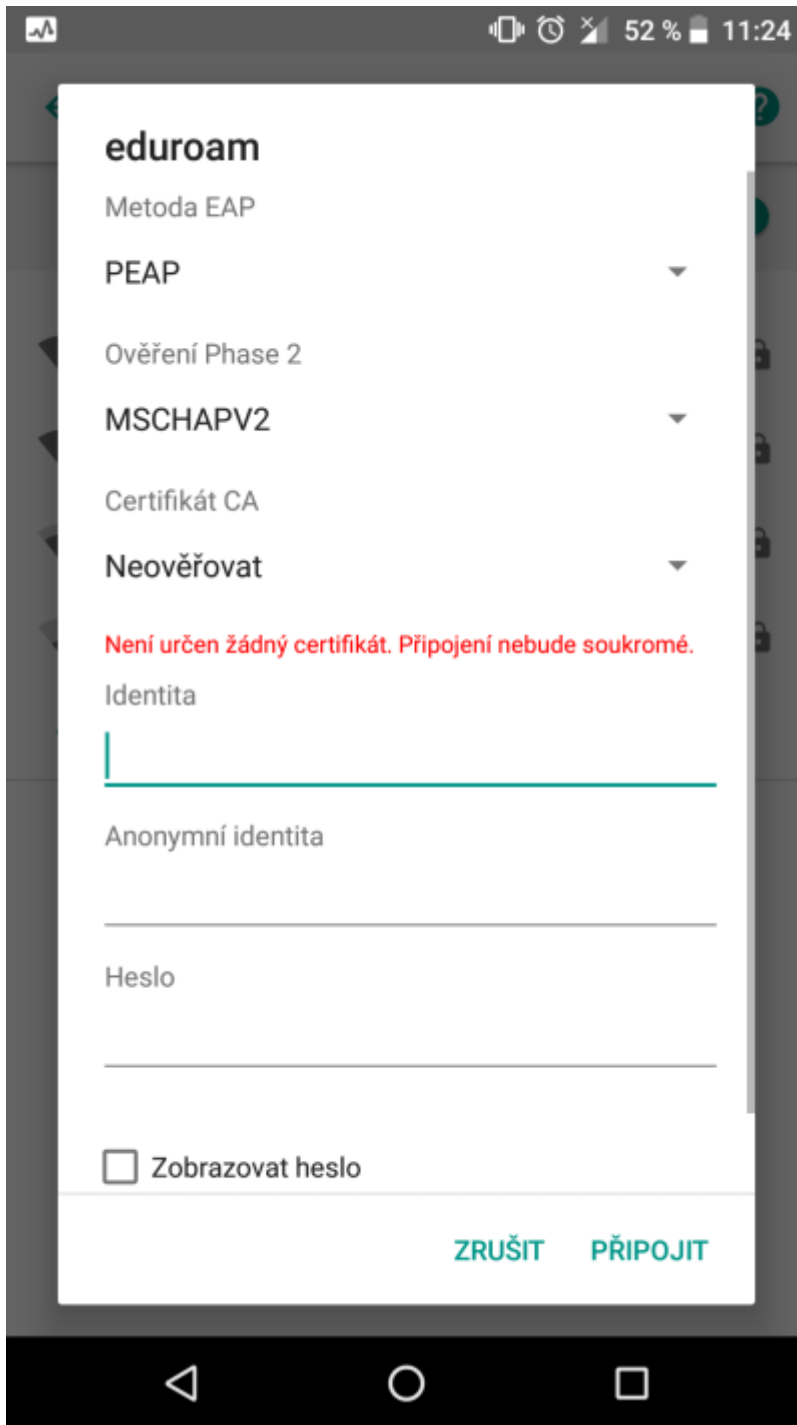 52 % 11:24
?
eduroam
Metoda EAP
PEAP
Ověření Phase 2
MSCHAPV2
Certifikát CA
Neověřovat
Není určen žádný certifikát. Připojení nebude soukromé.
Identita
Anonymní identita
Heslo
Zobrazovat heslo
ZRUŠIT PŘIPOJIT